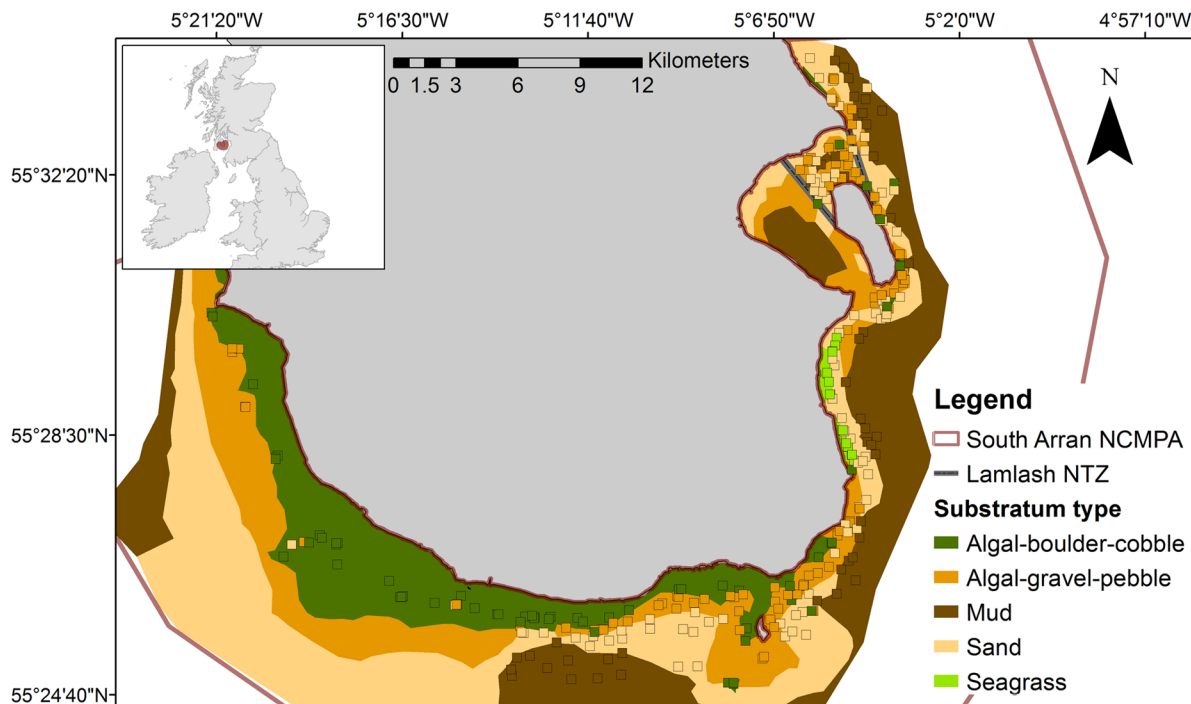 5°21'20"W 5°16'30"W 5°11'40"W 5°6'50"W 5°2'0"W 4°57'10"W
Kilometers
0 1.5 3 6 9 12
N
55°32'20"N
55°28'30"N
55°24'40"N
Legend
South Arran NCMPA
Lamlash NTZ
Substratum type
Algal-boulder-cobble
Algal-gravel-pebble
Mud
Sand
Seagrass